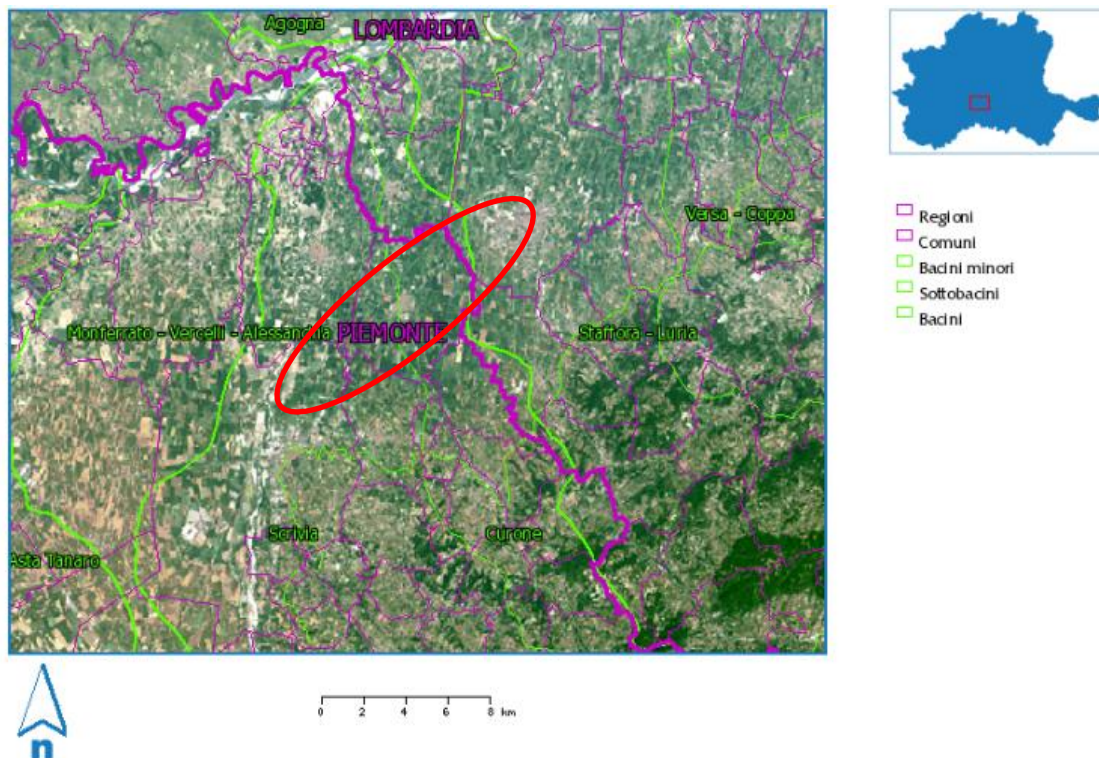 Agogna
LOMBARDIA
Versa - Coppa
Monferrato - Vercelli - Alessandria
PIEMONTE
Staffora - Luria
Scrivia
Curone
Asta Tanaro
Regioni
Comuni
Bacini minori
Sottobacini
Bacini
0 2 4 6 8 km
n